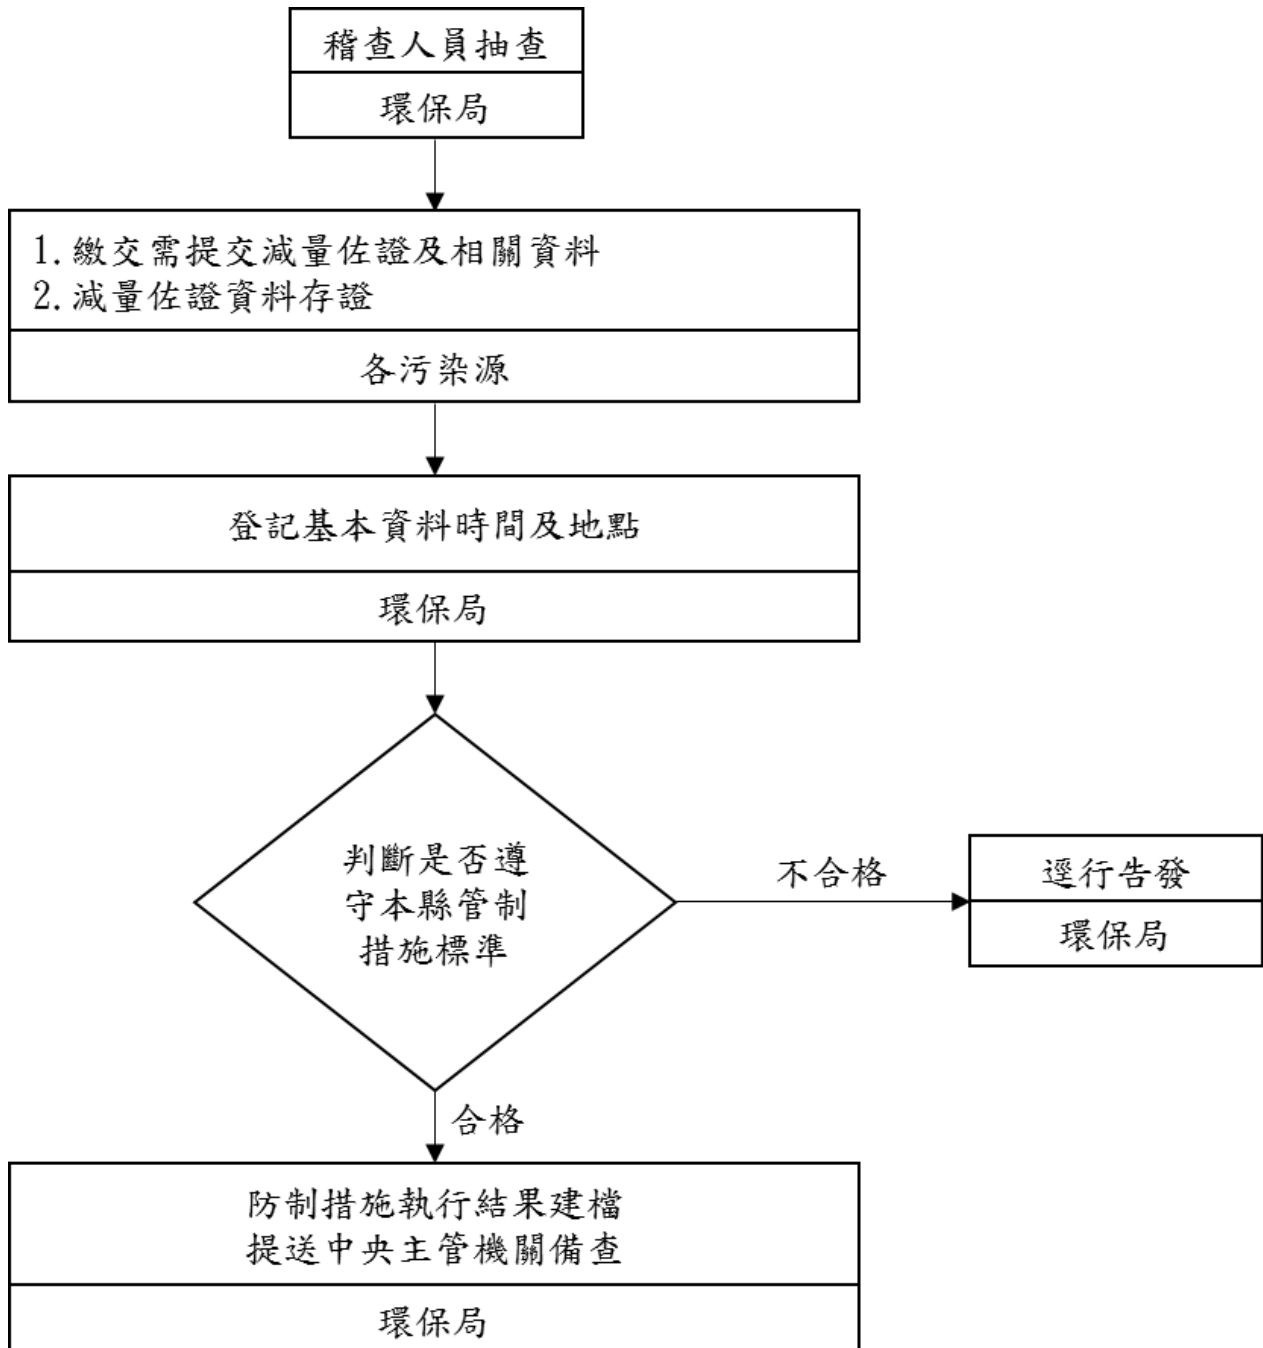 稽查人員抽查
環保局
1.繳交需提交減量佐證及相關資料
2.減量佐證資料存證
各污染源
登記基本資料時間及地點
環保局
判斷是否遵
守本縣管制
措施標準
不合格
逕行告發
環保局
合格
防制措施執行結果建檔
提送中央主管機關備查
環保局